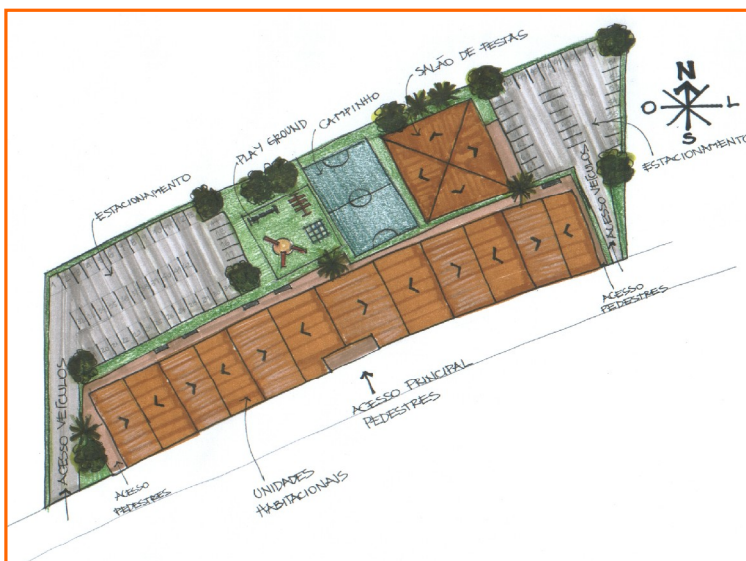 SALÃO DE FESTAS
CAMPINHO
PLAY GROUND
ESTACIONAMENTO
N
O
L
S
ESTACIONAMENTO
ACESSO VEÍCULOS
ACESSO
PEDESTRES
ACESSO PRINCIPAL
PEDESTRES
ACESSO VEÍCULOS
ACESSO
PEDESTRES
UNIDADES
HABITACIONAIS